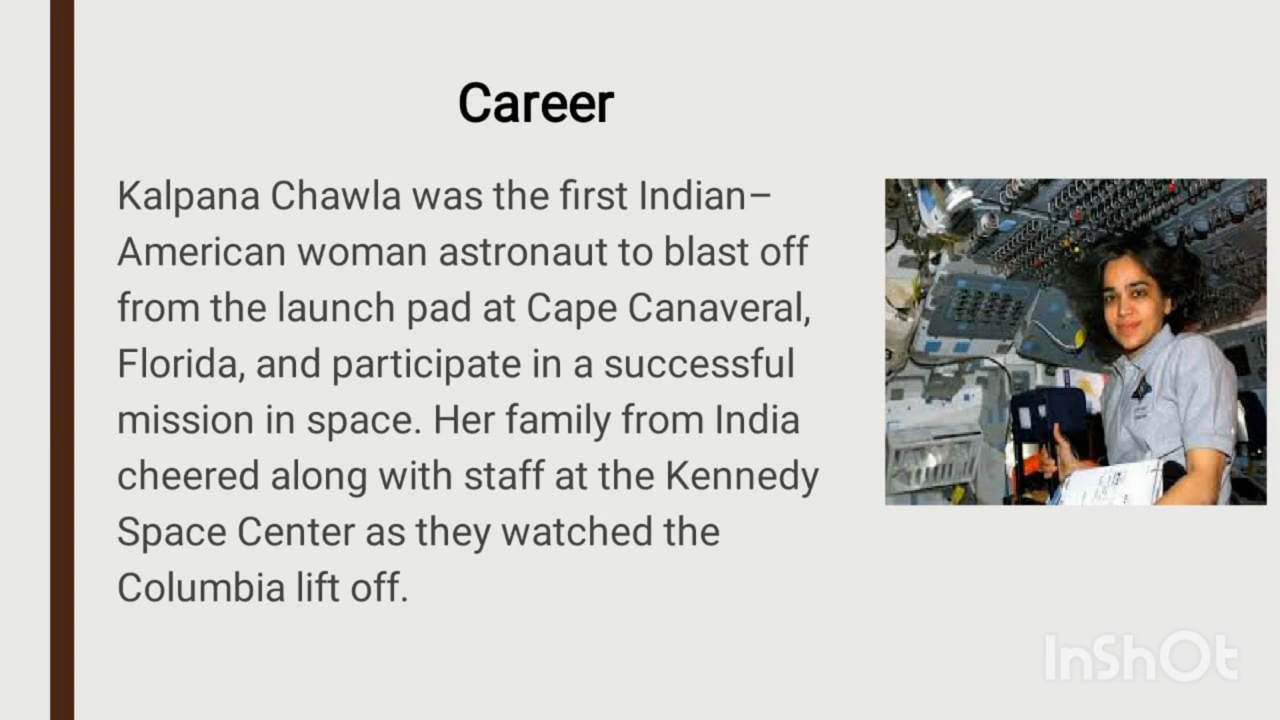 Career
Kalpana Chawla was the first Indian–
American woman astronaut to blast off
from the launch pad at Cape Canaveral,
Florida, and participate in a successful
mission in space. Her family from India
cheered along with staff at the Kennedy
Space Center as they watched the
Columbia lift off.
InShOt